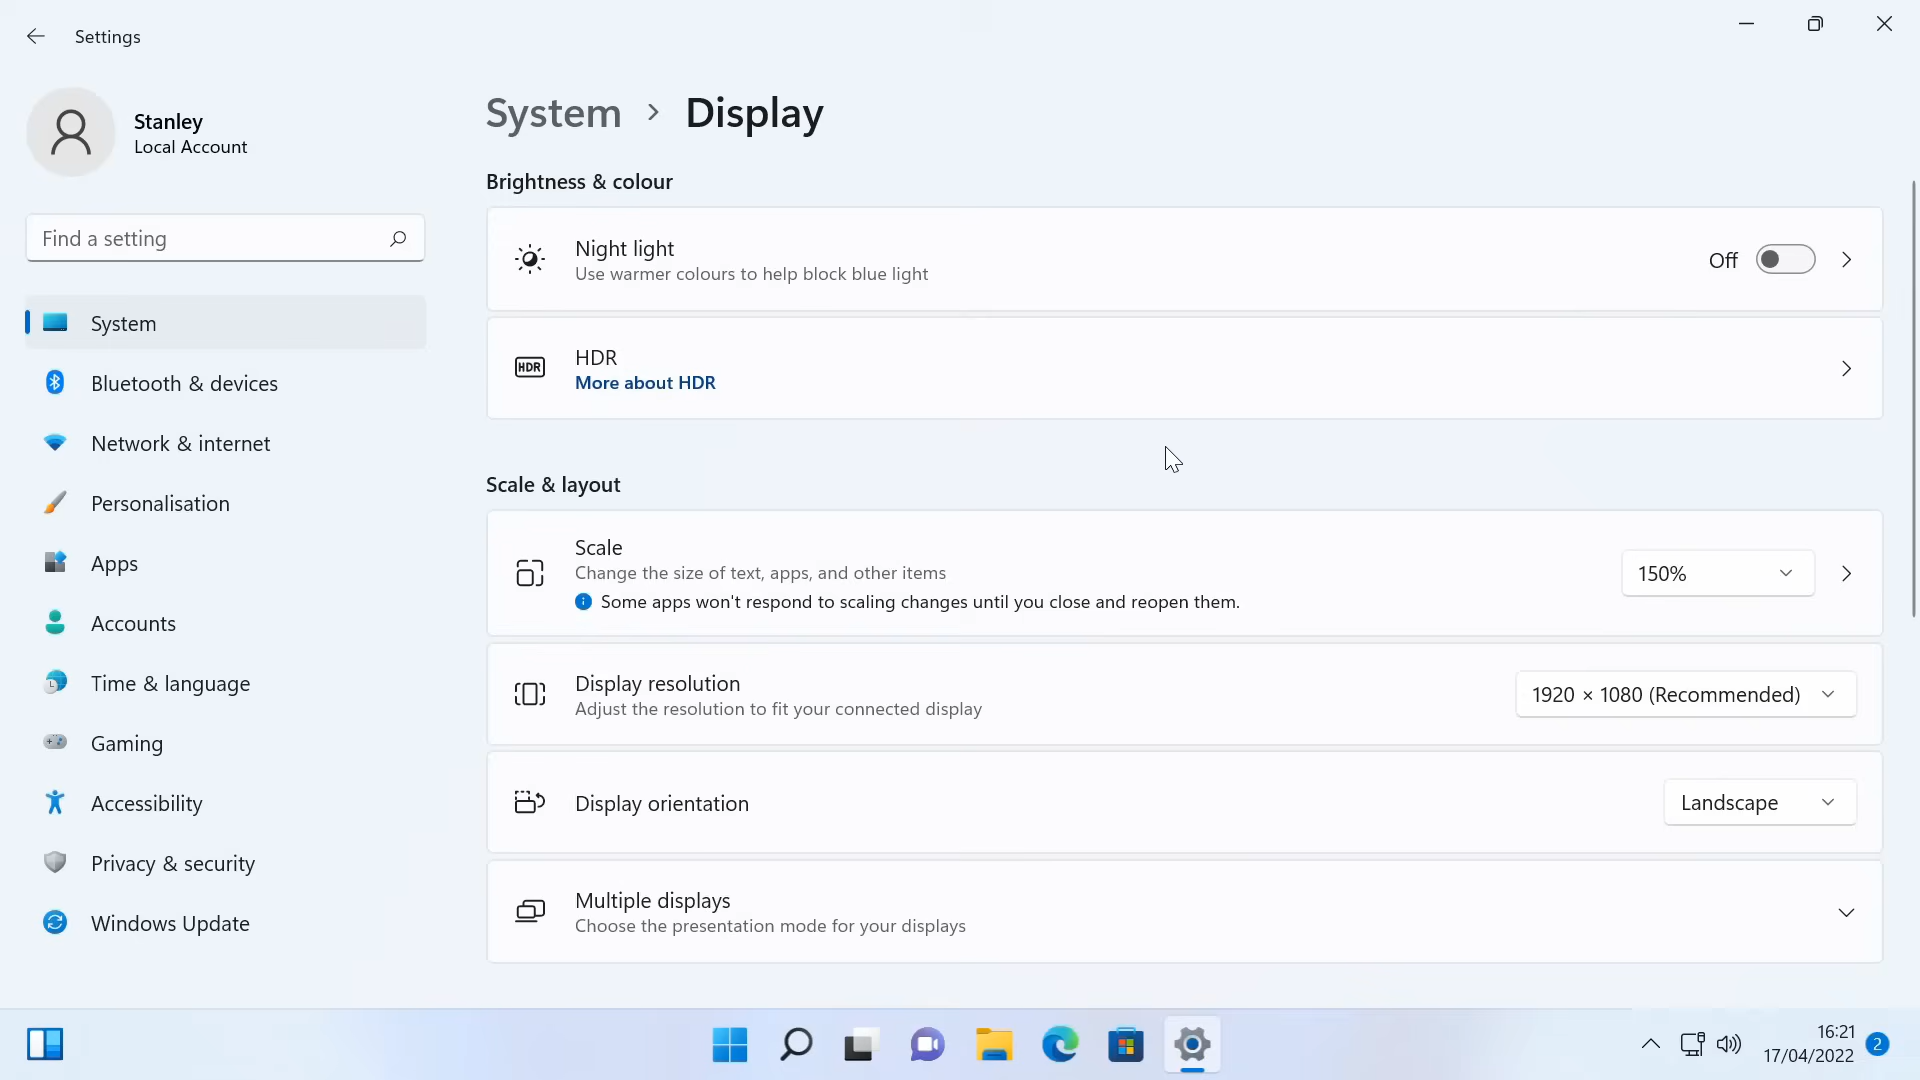 Settings
Stanley
Local Account
Find a setting
System
Bluetooth & devices
Network & internet
Personalisation
Apps
Accounts
Time & language
Gaming
Accessibility
Privacy & security
Windows Update
System > Display
Brightness & colour
Night light
Use warmer colours to help block blue light
Off
HDR
HDR
More about HDR
Scale & layout
Scale
Change the size of text, apps, and other items
Some apps won't respond to scaling changes until you close and reopen them.
150%
Display resolution
Adjust the resolution to fit your connected display
1920 × 1080 (Recommended)
Display orientation
Landscape
Multiple displays
Choose the presentation mode for your displays
16:21
17/04/2022
2